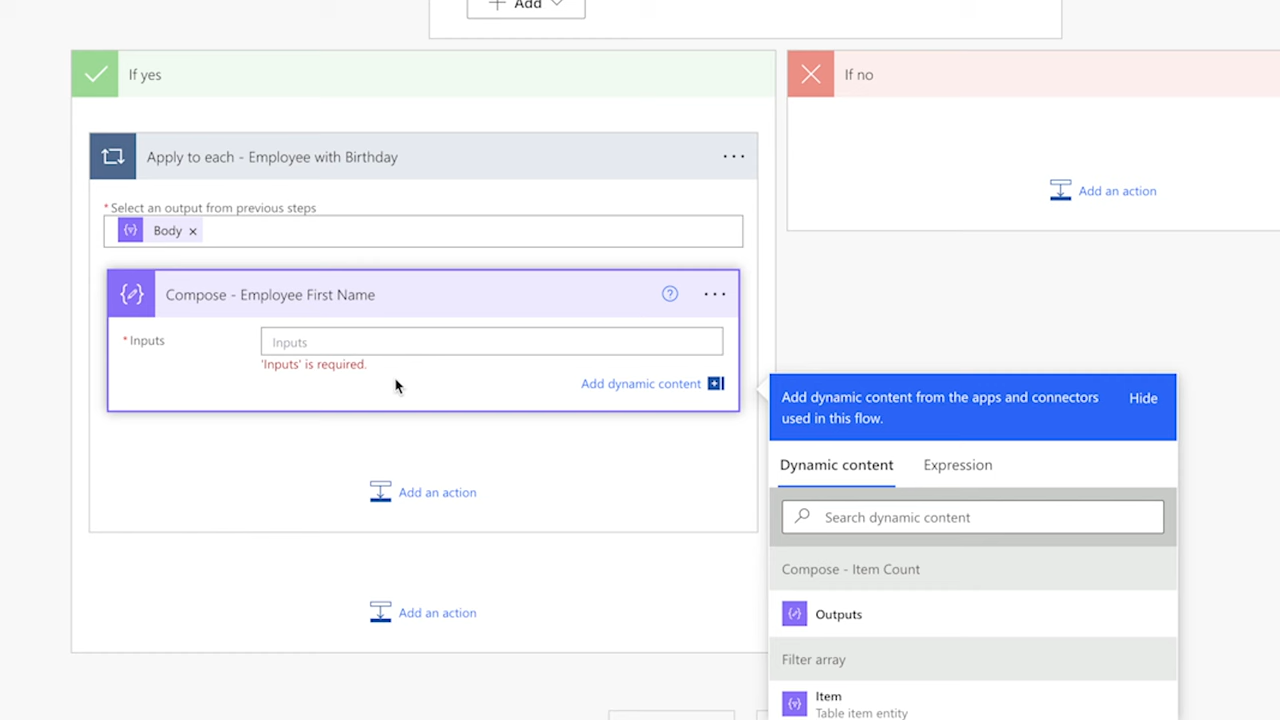 Add
If yes
If no
Apply to each - Employee with Birthday
Add an action
* Select an output from previous steps
Body ×
Compose - Employee First Name
* Inputs
Inputs
'Inputs' is required.
Add dynamic content
Add an action
Add an action
Add dynamic content from the apps and connectors
used in this flow.
Hide
Dynamic content
Expression
Search dynamic content
Compose - Item Count
Outputs
Filter array
Item
Table item entity